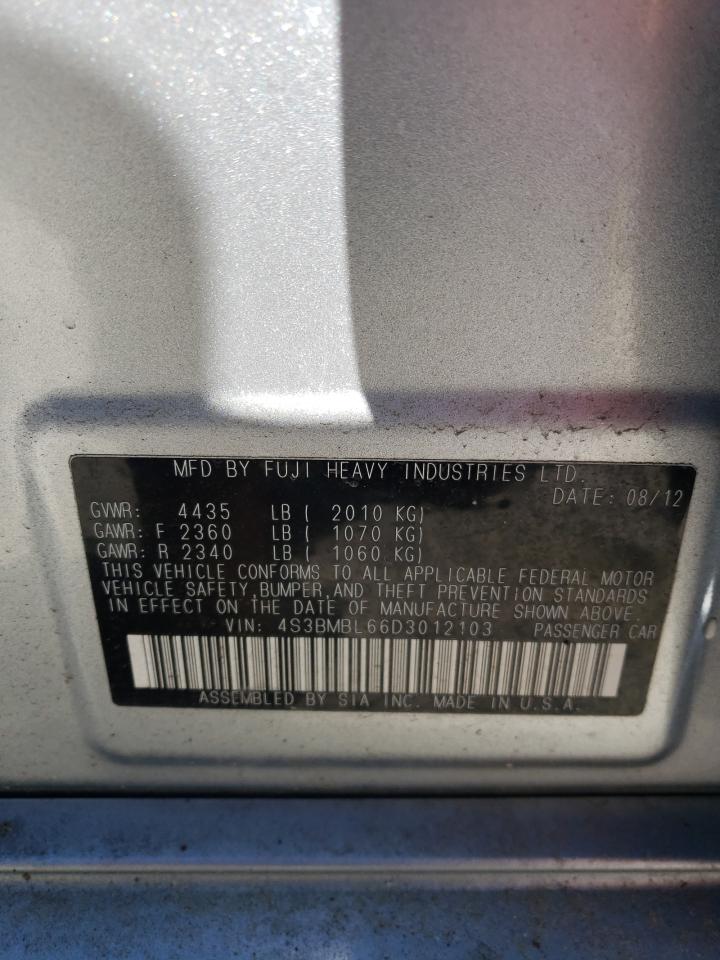 MFD BY FUJI HEAVY INDUSTRIES LTD.
DATE: 08/12
GVWR: 4435 LB ( 2010 KG)
GAWR: F 2360 LB ( 1070 KG)
GAWR: R 2340 LB ( 1060 KG)
THIS VEHICLE CONFORMS TO ALL APPLICABLE FEDERAL MOTOR
VEHICLE SAFETY,BUMPER,AND THEFT PREVENTION STANDARDS
IN EFFECT ON THE DATE OF MANUFACTURE SHOWN ABOVE.
VIN: 4S3BMBL66D3012103 PASSENGER CAR
ASSEMBLED BY SIA INC. MADE IN U.S.A.